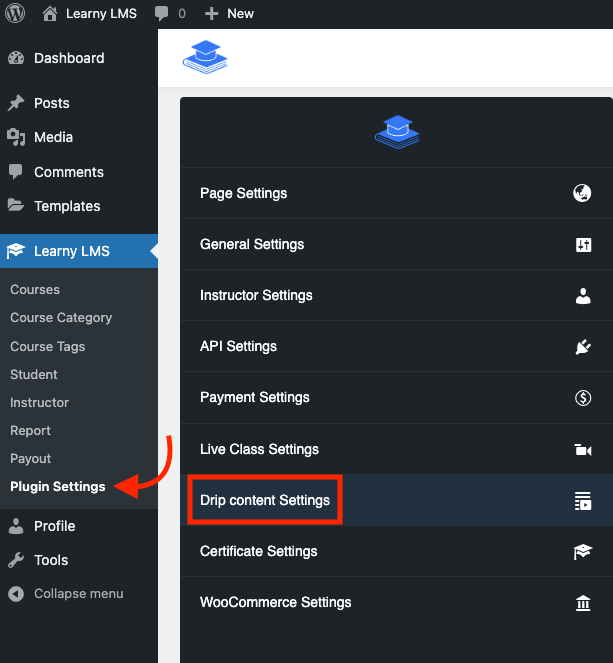 Learny LMS 0 New
Dashboard
Posts
Media
Comments
Templates
Learny LMS
Courses
Course Category
Course Tags
Student
Instructor
Report
Payout
Plugin Settings
Profile
Tools
Collapse menu
Page Settings
General Settings
Instructor Settings
API Settings
Payment Settings
Live Class Settings
Drip content Settings
Certificate Settings
WooCommerce Settings